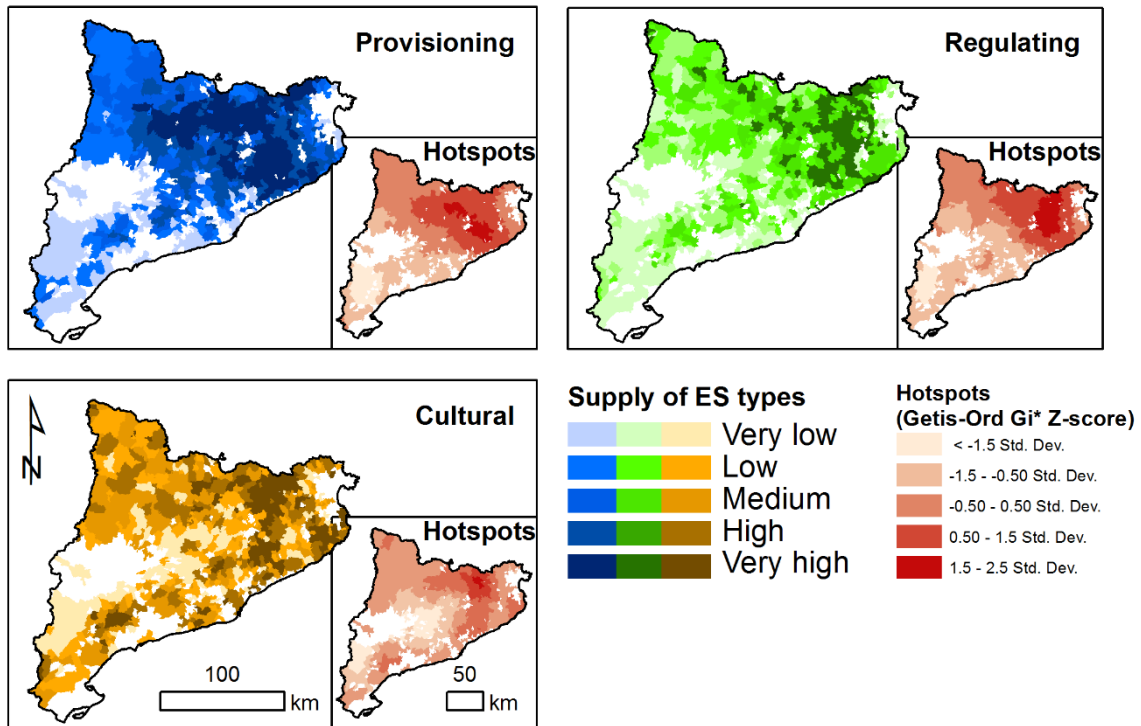 Provisioning
Hotspots
Regulating
Hotspots
Cultural
Hotspots
N
100
km
50
km
Supply of ES types
Very low
Low
Medium
High
Very high
Hotspots
(Getis-Ord Gi* Z-score)
< -1.5 Std. Dev.
-1.5 - -0.50 Std. Dev.
-0.50 - 0.50 Std. Dev.
0.50 - 1.5 Std. Dev.
1.5 - 2.5 Std. Dev.